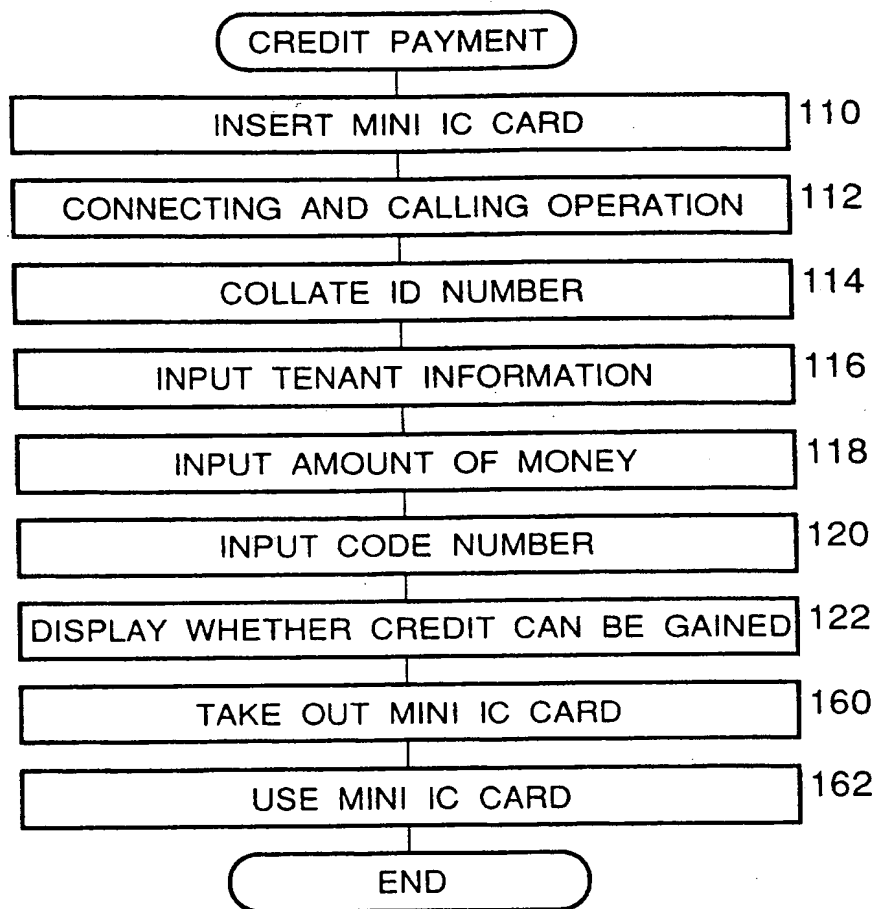 CREDIT PAYMENT
INSERT MINI IC CARD 110
CONNECTING AND CALLING OPERATION 112
COLLATE ID NUMBER 114
INPUT TENANT INFORMATION 116
INPUT AMOUNT OF MONEY 118
INPUT CODE NUMBER 120
DISPLAY WHETHER CREDIT CAN BE GAINED 122
TAKE OUT MINI IC CARD 160
USE MINI IC CARD 162
END